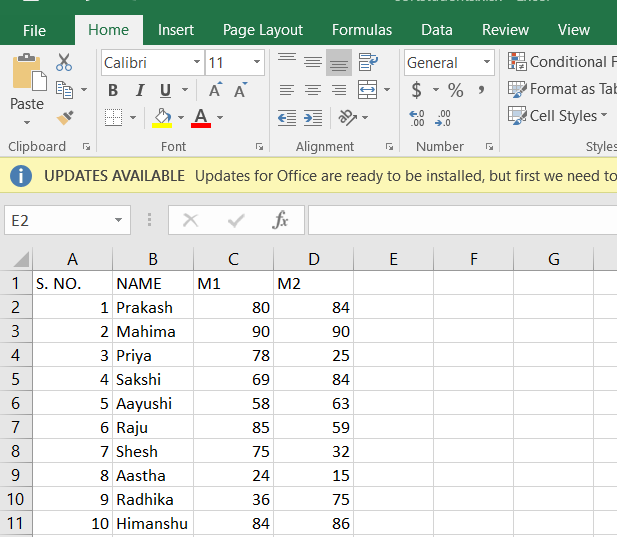 File Home Insert Page Layout Formulas Data Review View
Calibri 11 General Conditional F
Paste B I U A A $ % , Format as Tab
A Cell Styles
Clipboard Font Alignment Number Styles
UPDATES AVAILABLE Updates for Office are ready to be installed, but first we need to
E2 fx
A B C D E F G
1 S. NO. NAME M1 M2
2 1 Prakash 80 84
3 2 Mahima 90 90
4 3 Priya 78 25
5 4 Sakshi 69 84
6 5 Aayushi 58 63
7 6 Raju 85 59
8 7 Shesh 75 32
9 8 Aastha 24 15
10 9 Radhika 36 75
11 10 Himanshu 84 86